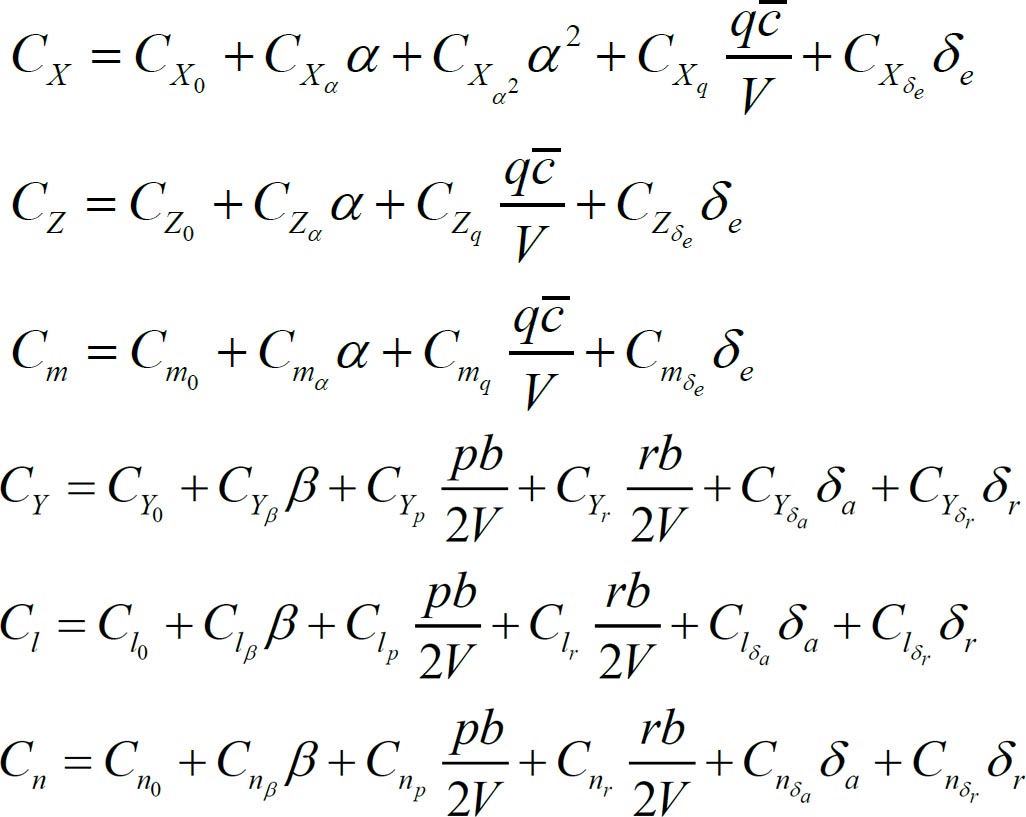 C_X = C_{X_0} + C_{X_α} α + C_{X_{α^2}} α^2 + C_{X_q} \frac{q\overline{c}}{V} + C_{X_{δ_e}} δ_e
C_Z = C_{Z_0} + C_{Z_α} α + C_{Z_q} \frac{q\overline{c}}{V} + C_{Z_{δ_e}} δ_e
C_m = C_{m_0} + C_{m_α} α + C_{m_q} \frac{q\overline{c}}{V} + C_{m_{δ_e}} δ_e
C_Y = C_{Y_0} + C_{Y_β} β + C_{Y_p} \frac{pb}{2V} + C_{Y_r} \frac{rb}{2V} + C_{Y_{δ_a}} δ_a + C_{Y_{δ_r}} δ_r
C_l = C_{l_0} + C_{l_β} β + C_{l_p} \frac{pb}{2V} + C_{l_r} \frac{rb}{2V} + C_{l_{δ_a}} δ_a + C_{l_{δ_r}} δ_r
C_n = C_{n_0} + C_{n_β} β + C_{n_p} \frac{pb}{2V} + C_{n_r} \frac{rb}{2V} + C_{n_{δ_a}} δ_a + C_{n_{δ_r}} δ_r